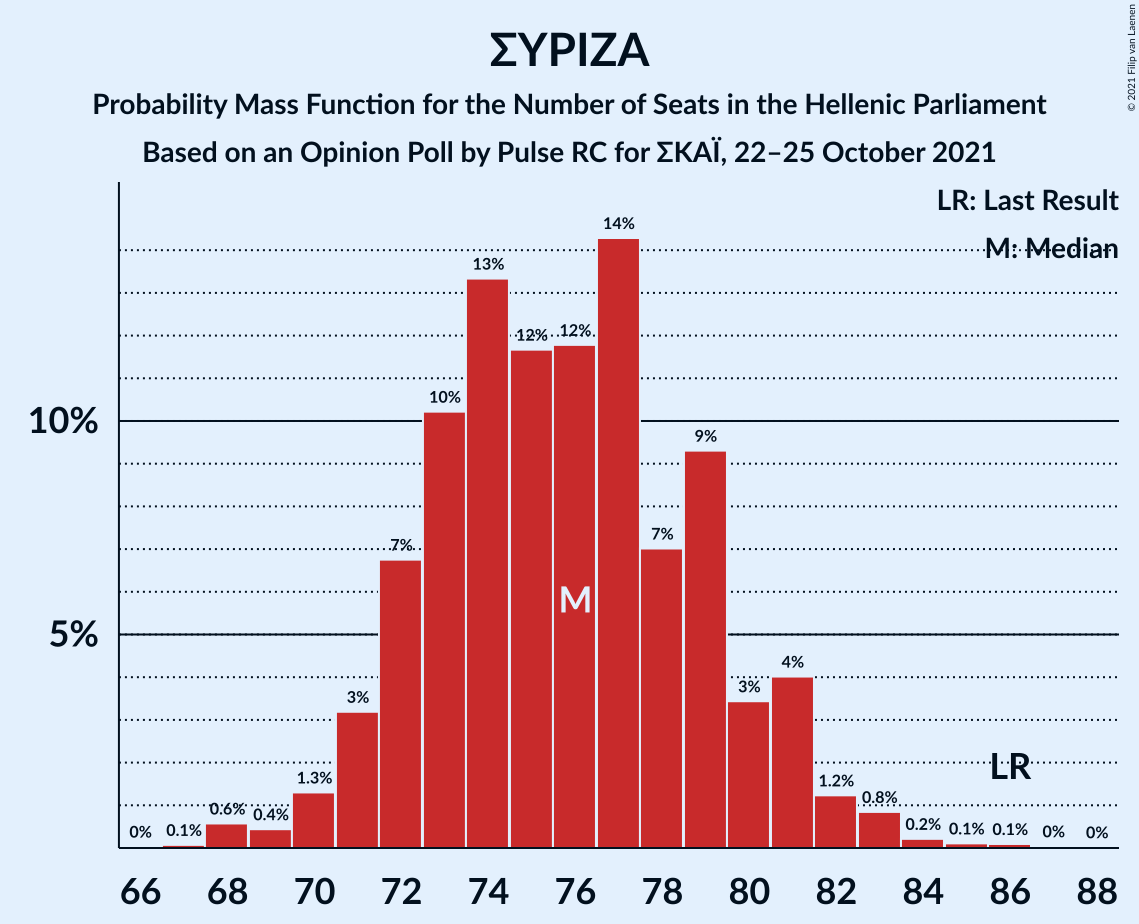 ΣΥΡΙΖΑ
Probability Mass Function for the Number of Seats in the Hellenic Parliament
Based on an Opinion Poll by Pulse RC for ΣΚΑΪ, 22–25 October 2021
© 2021 Filip van Laenen
LR: Last Result
M: Median
14%
13%
12% 12%
10%
10%
9%
7% 7%
M
5%
4%
3% 3%
LR
1.3% 1.2%
0.6% 0.4% 0.8%
0% 0.1% 0.2% 0.1% 0.1% 0% 0%
66 68 70 72 74 76 78 80 82 84 86 88